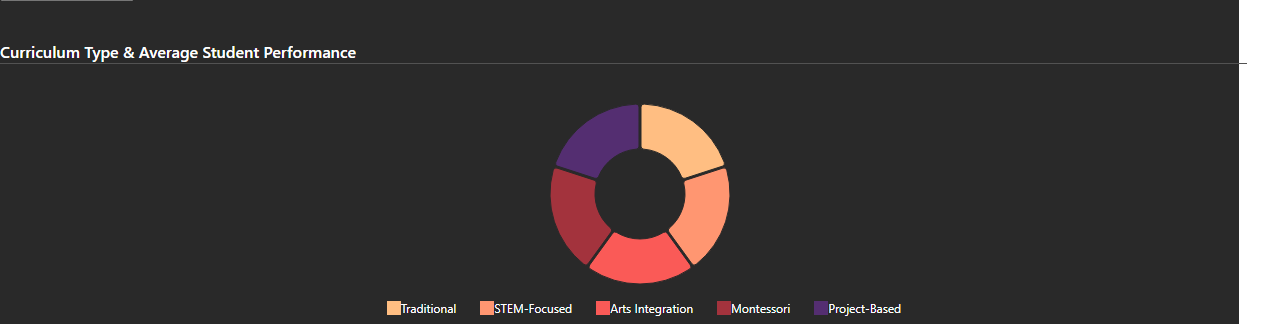 Curriculum Type & Average Student Performance
Traditional STEM-Focused Arts Integration Montessori Project-Based